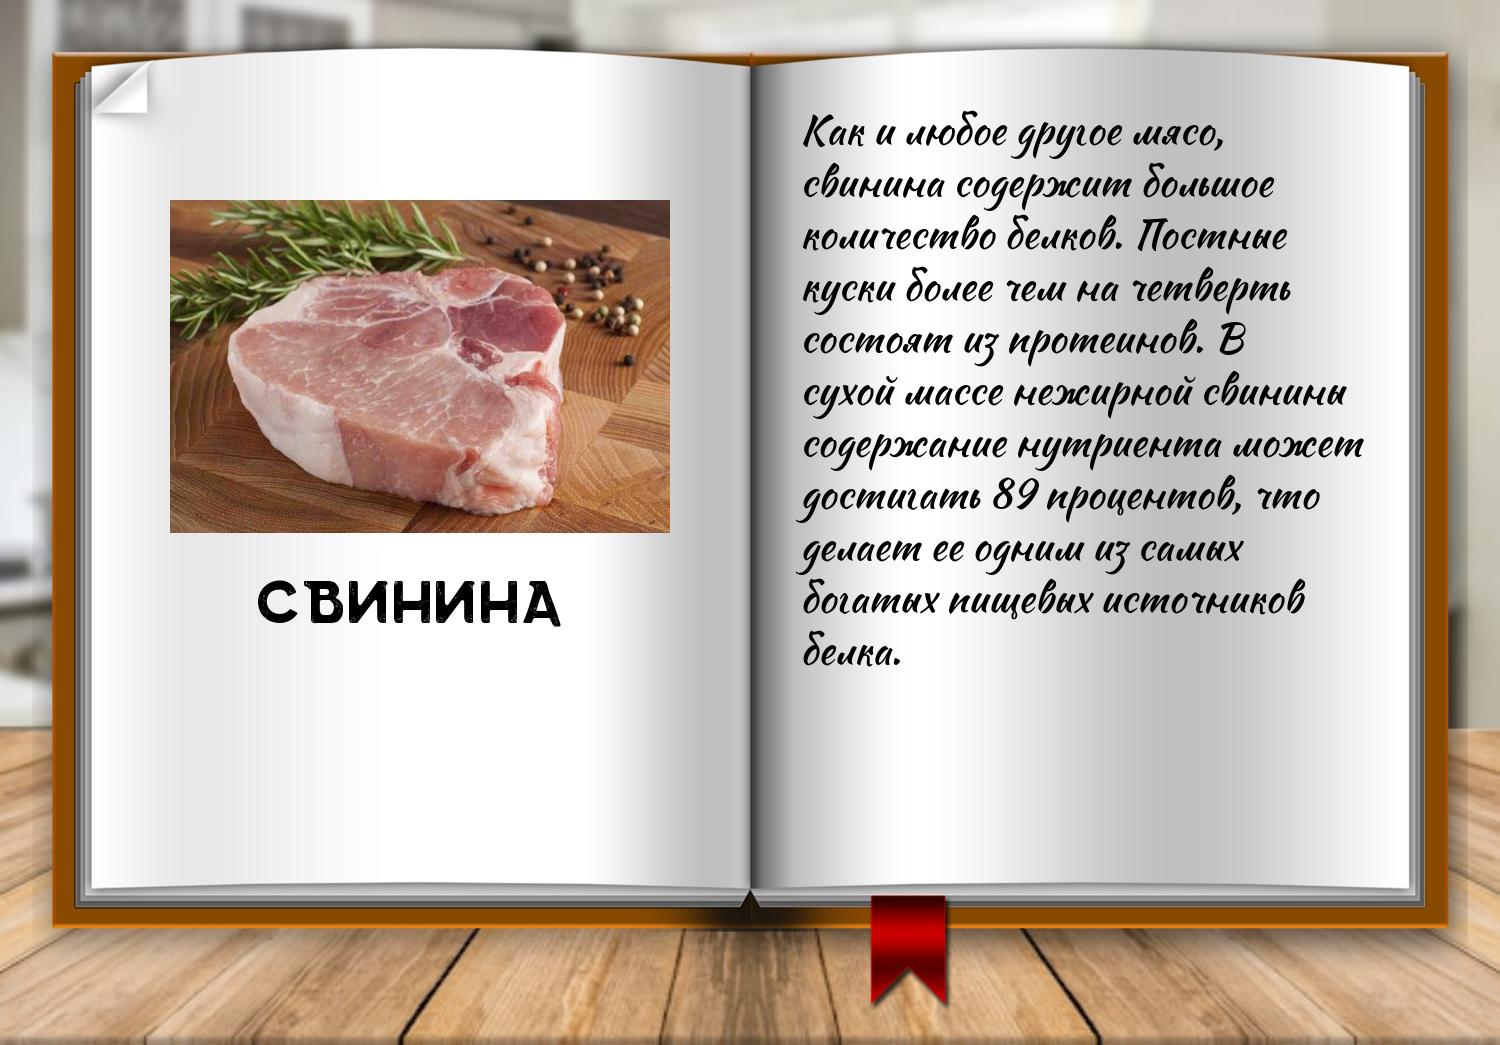 СВИНИНА
Как и любое другое мясо,
свинина содержит большое
количество белков. Постные
куски более чем на четверть
состоят из протеинов. В
сухой массе нежирной свинины
содержание нутриента может
достигать 89 процентов, что
делает ее одним из самых
богатых пищевых источников
белка.